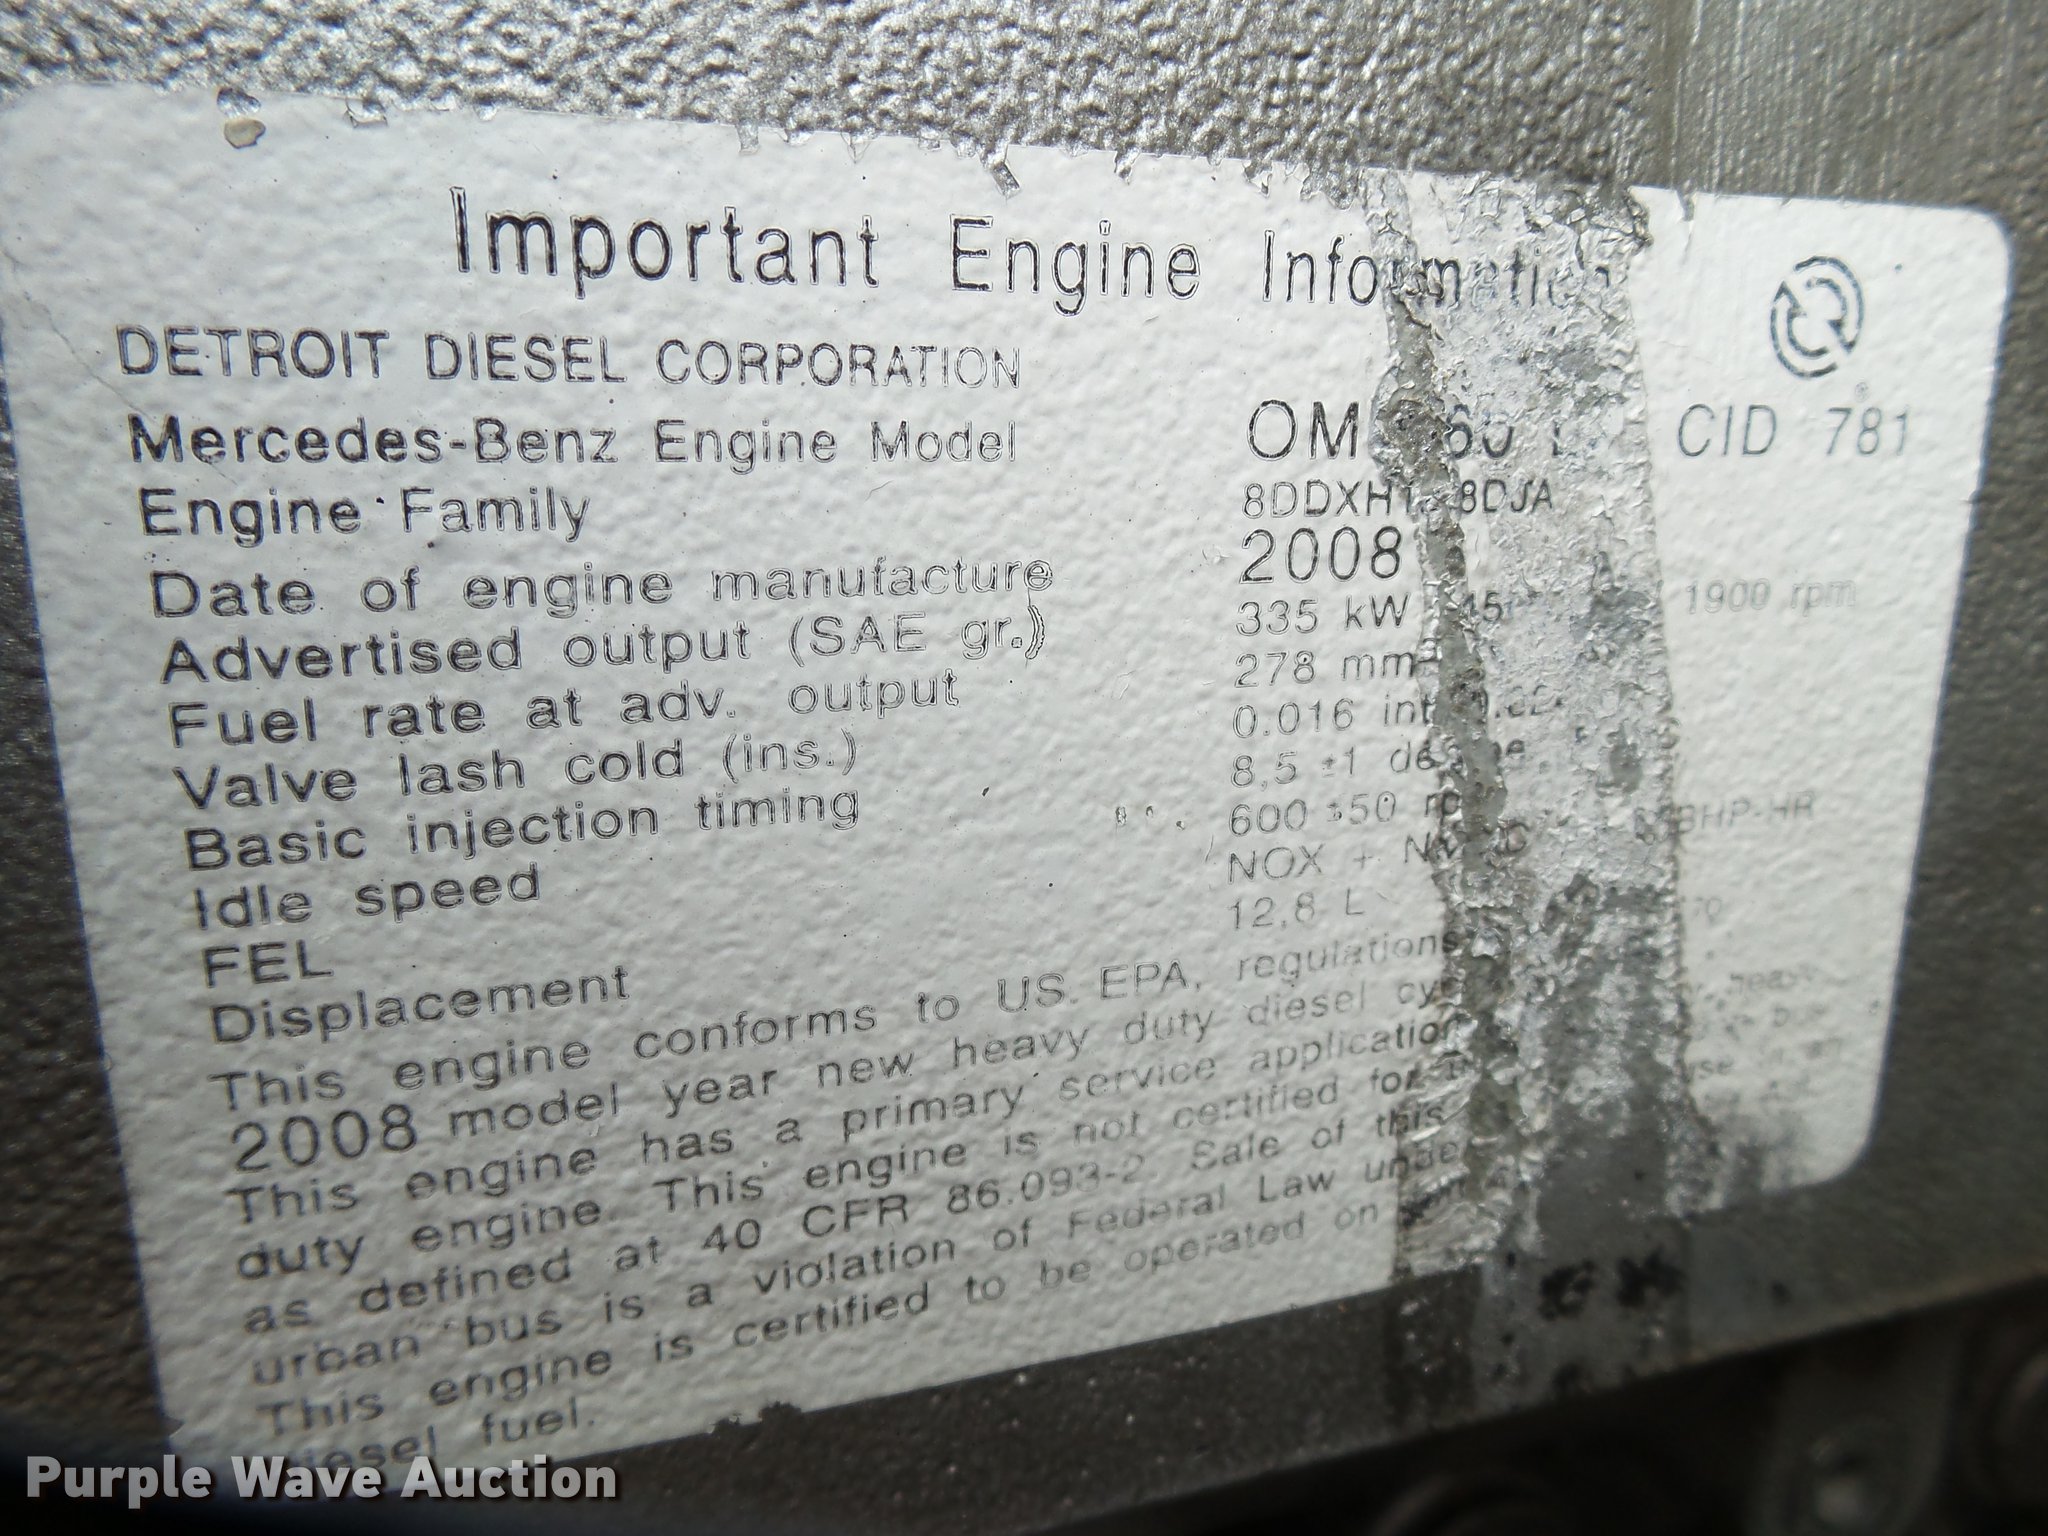 Important Engine Information
DETROIT DIESEL CORPORATION
Mercedes-Benz Engine Model OM CID 781
Engine Family
Date of engine manufacture 2008
Advertised output (SAE gr.) 335 kW 1900 rpm
Fuel rate at adv. output 278
Valve lash cold (ins.) 0.016
Basic injection timing 8,5 ±1
Idle speed 600 ±50
FEL NOX +
Displacement 12,8 L
This engine conforms to US. EPA, regulations
2008 model year new heavy duty diesel
This engine has a primary service application
duty engine. This engine is not certified for
as defined at 40 CFR 86.093-2. Sale of this
urban bus is a violation of Federal Law under
This engine is certified to be operated on
diesel fuel.
Purple Wave Auction